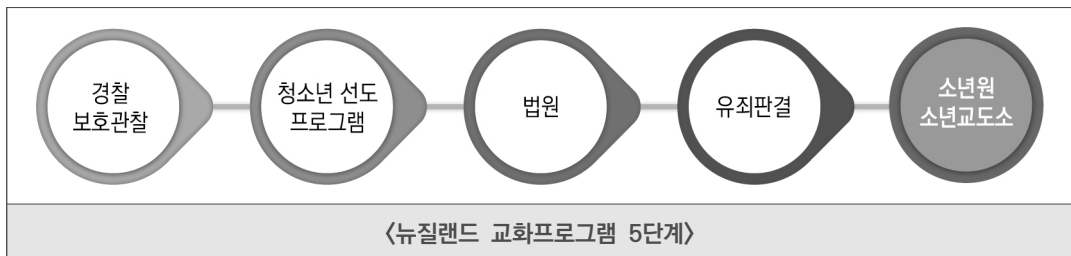 경찰
보호관찰
청소년 선도
프로그램
법원
유죄판결
소년원
소년교도소
<뉴질랜드 교화프로그램 5단계>